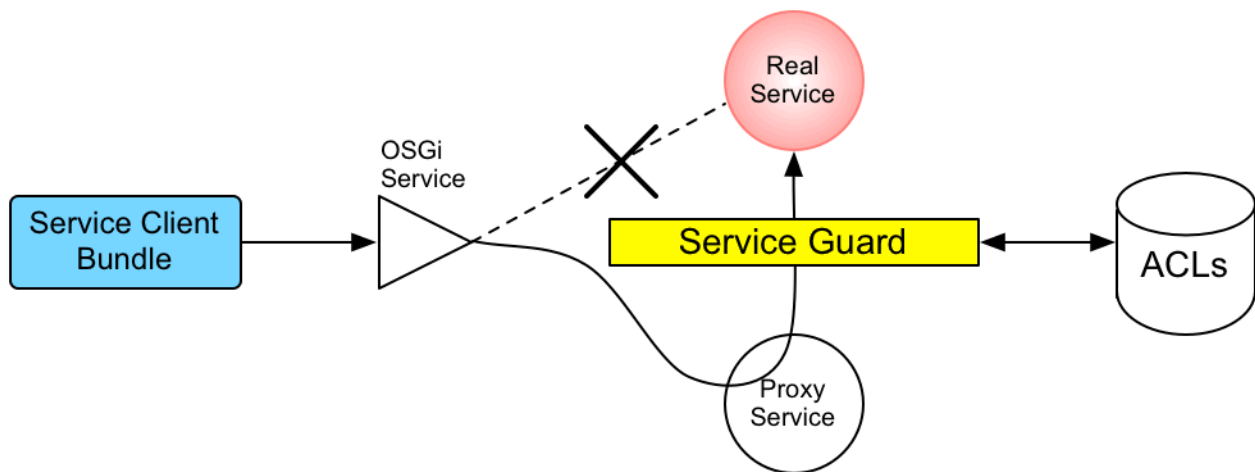 Real
Service
OSGi
Service
Service Client
Bundle
Service Guard
ACLs
Proxy
Service